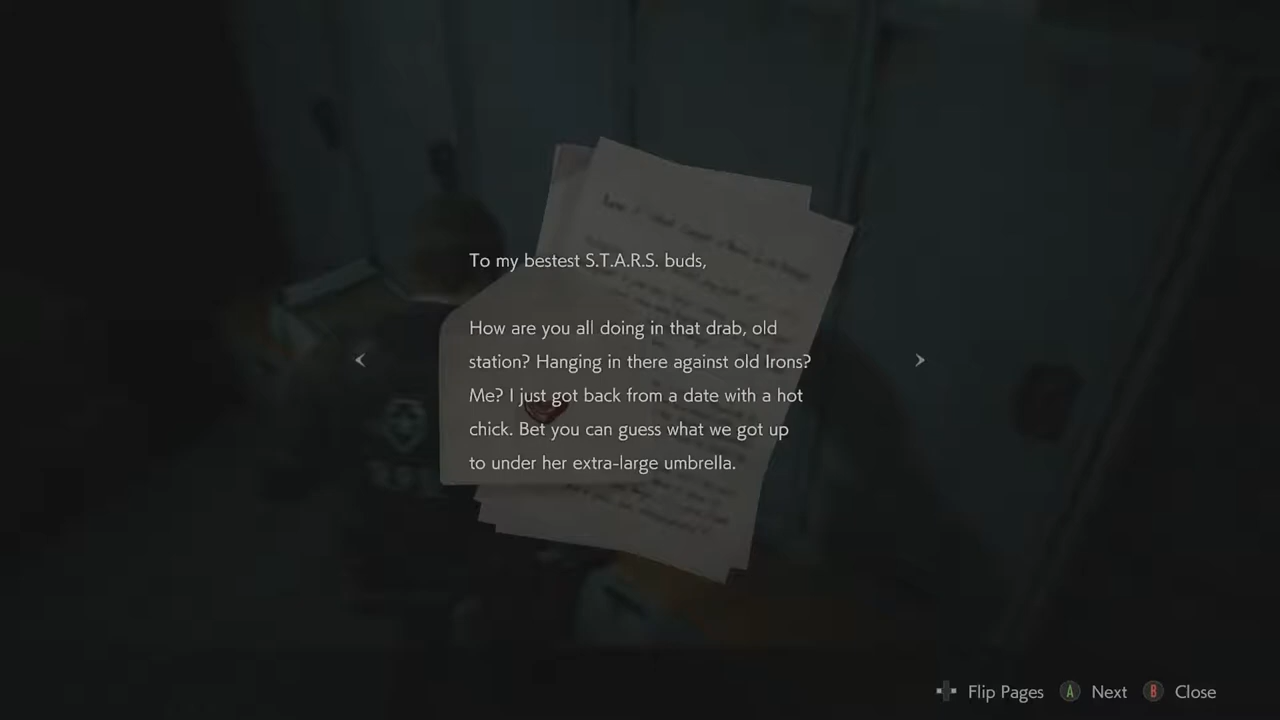 To my bestest S.T.A.R.S. buds,
How are you all doing in that drab, old
station? Hanging in there against old Irons?
Me? I just got back from a date with a hot
chick. Bet you can guess what we got up
to under her extra-large umbrella.
Flip Pages A Next B Close